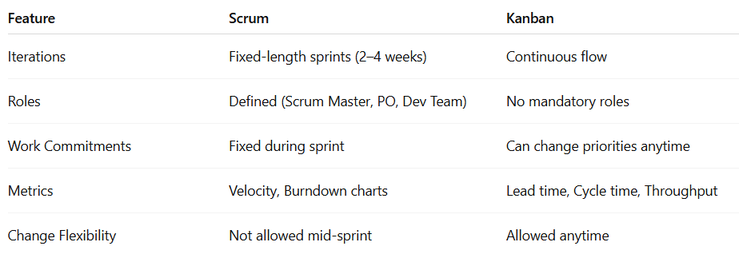 Feature Scrum Kanban
Iterations Fixed-length sprints (2–4 weeks) Continuous flow
Roles Defined (Scrum Master, PO, Dev Team) No mandatory roles
Work Commitments Fixed during sprint Can change priorities anytime
Metrics Velocity, Burndown charts Lead time, Cycle time, Throughput
Change Flexibility Not allowed mid-sprint Allowed anytime